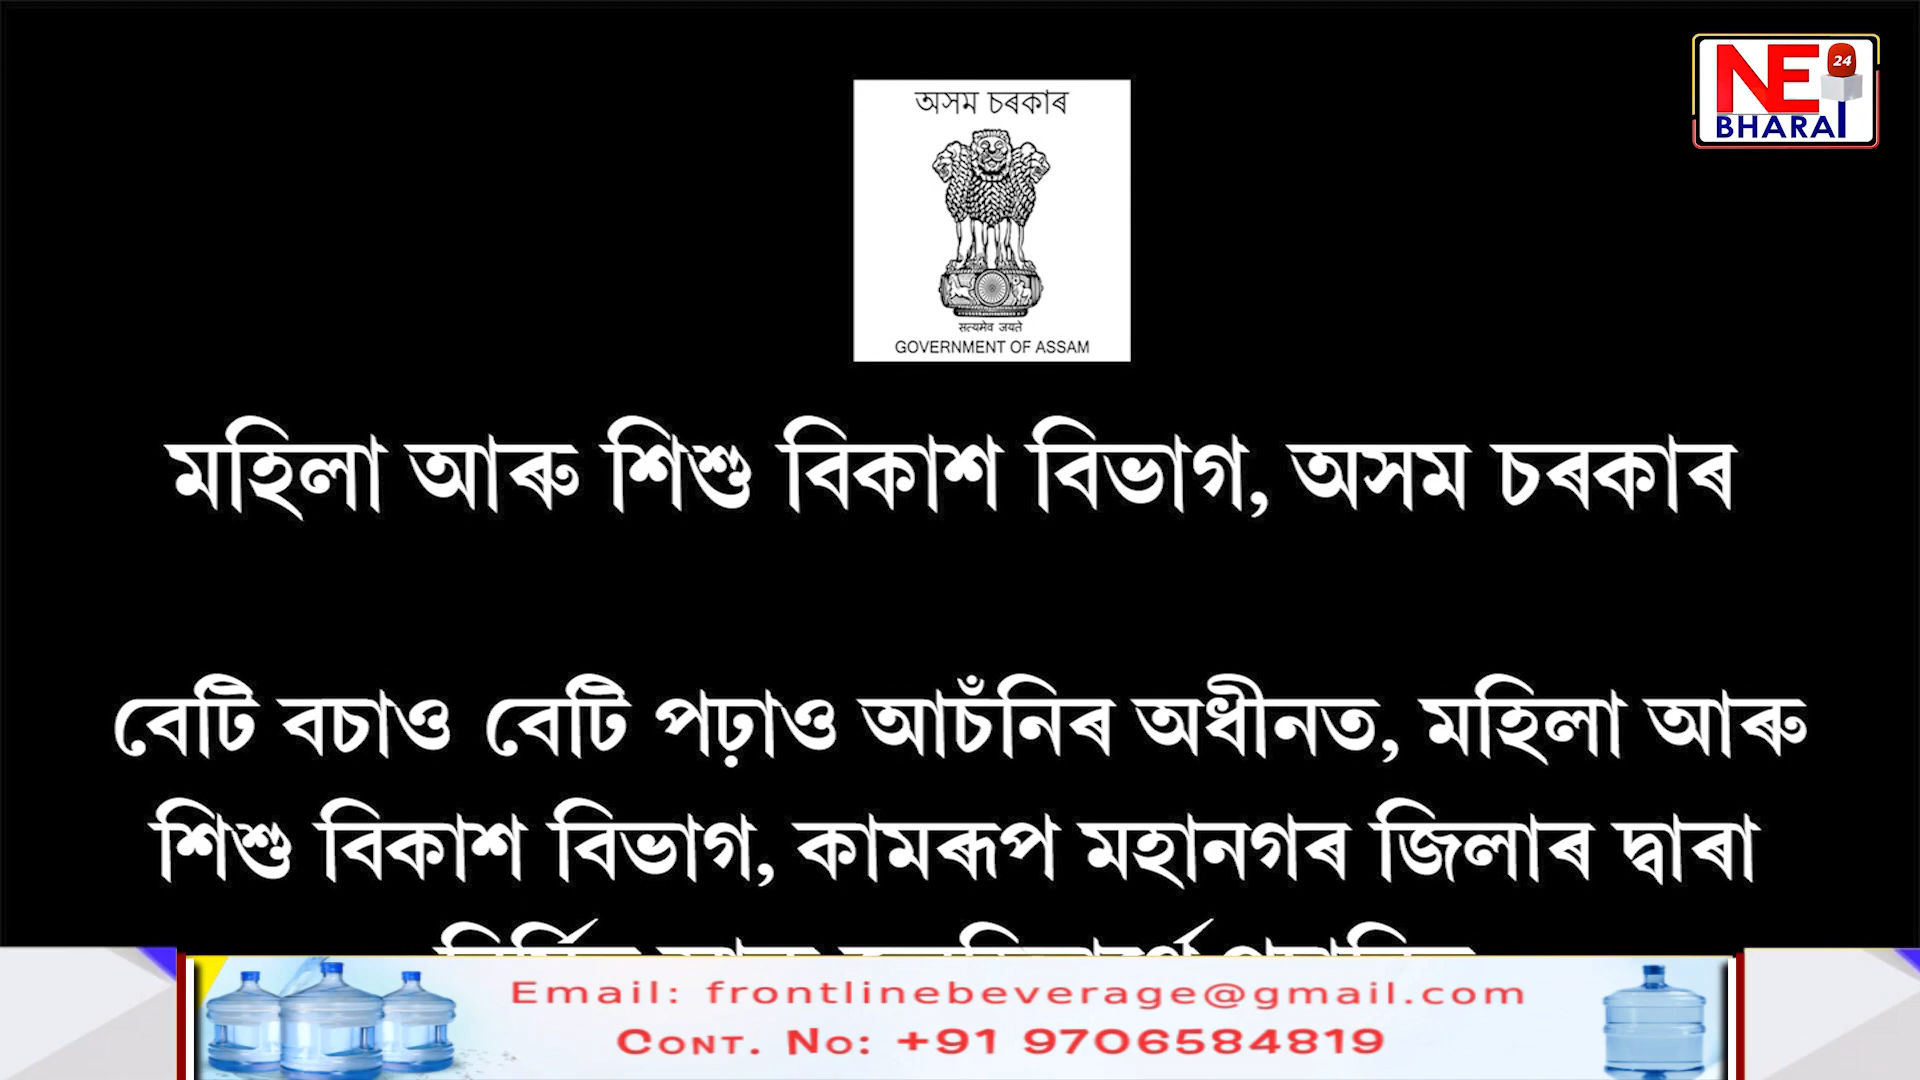 NE 24
BHARAT
অসম চৰকাৰ
सत्यमेव जयते
GOVERNMENT OF ASSAM
মহিলা আৰু শিশু বিকাশ বিভাগ, অসম চৰকাৰ
বেটি বচাও বেটি পঢ়াও আচঁনিৰ অধীনত, মহিলা আৰু
শিশু বিকাশ বিভাগ, কামৰূপ মহানগৰ জিলাৰ দ্বাৰা
Email: frontlinebeverage@gmail.com
CONT. NO: +91 9706584819